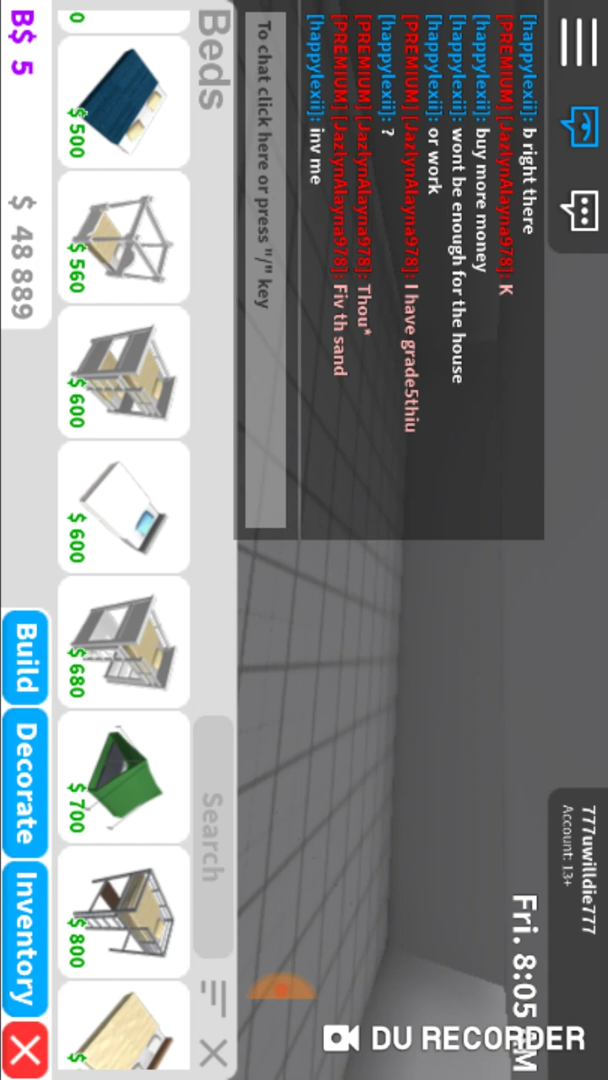 [happylexii]: b right there
[PREMIUM] [JazlynAlayna978]: K
[happylexii]: buy more money
[happylexii]: wont be enough for the house
[happylexii]: or work
[PREMIUM] [JazlynAlayna978]: I have grade5thiu
[happylexii]: ?
[PREMIUM] [JazlynAlayna978]: Thou*
[PREMIUM] [JazlynAlayna978]: Fiv th sand
[happylexii]: inv me
To chat click here or press "/" key
777uwilldie777
Account: 13+
Fri. 8:05 M
DU RECORDER
Beds
Search
0
$ 500
$ 560
$ 600
$ 600
$ 680
$ 700
$ 800
$
B$ 5
$ 48 889
Build
Decorate
Inventory